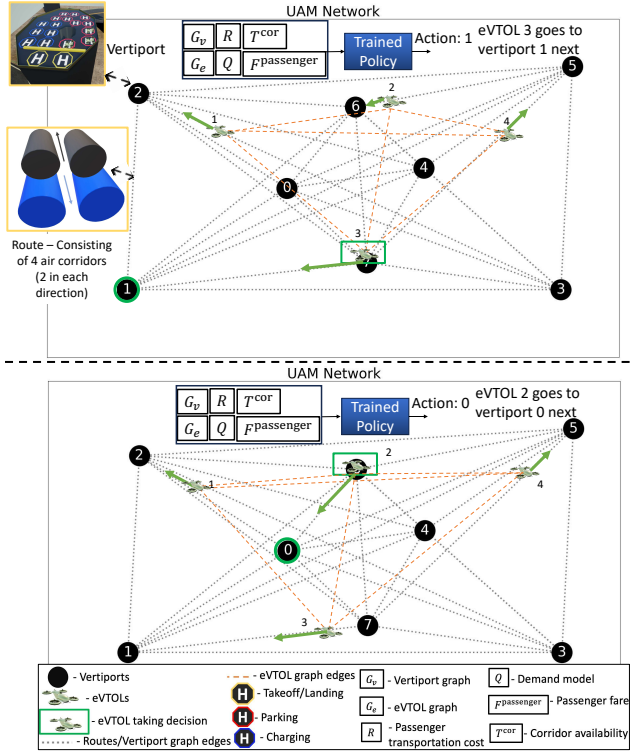 UAM Network
Vertiport
G_v R T^cor
G_e Q F^passenger
Trained
Policy
Action: 1
eVTOL 3 goes to
vertiport 1 next
5
2
6
2
1
4
4
0
3
7
1
3
Route – Consisting
of 4 air corridors
(2 in each
direction)
UAM Network
G_v R T^cor
G_e Q F^passenger
Trained
Policy
Action: 0
eVTOL 2 goes to
vertiport 0 next
5
2
2
1
4
4
0
3
7
1
3
- Vertiports
- eVTOLs
- eVTOL taking decision
- Routes/Vertiport graph edges
- eVTOL graph edges
H - Takeoff/Landing
H - Parking
H - Charging
G_v - Vertiport graph
G_e - eVTOL graph
R - Passenger
transportation cost
Q - Demand model
F^passenger - Passenger fare
T^cor - Corridor availability